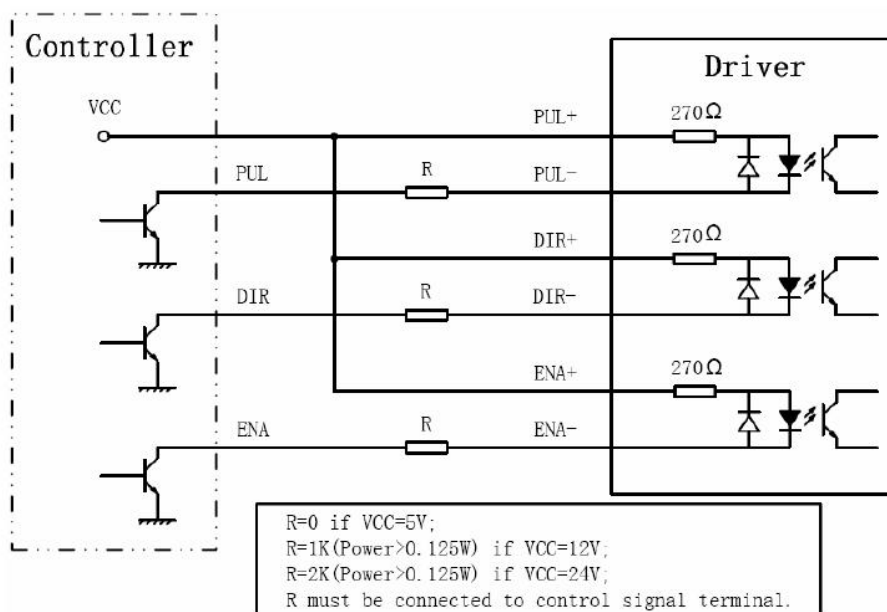 Controller
Driver
VCC
PUL+
270Ω
PUL
R
PUL-
DIR+
270Ω
DIR
R
DIR-
ENA+
270Ω
ENA
R
ENA-
R=0 if VCC=5V;
R=1K(Power>0.125W) if VCC=12V;
R=2K(Power>0.125W) if VCC=24V;
R must be connected to control signal terminal.